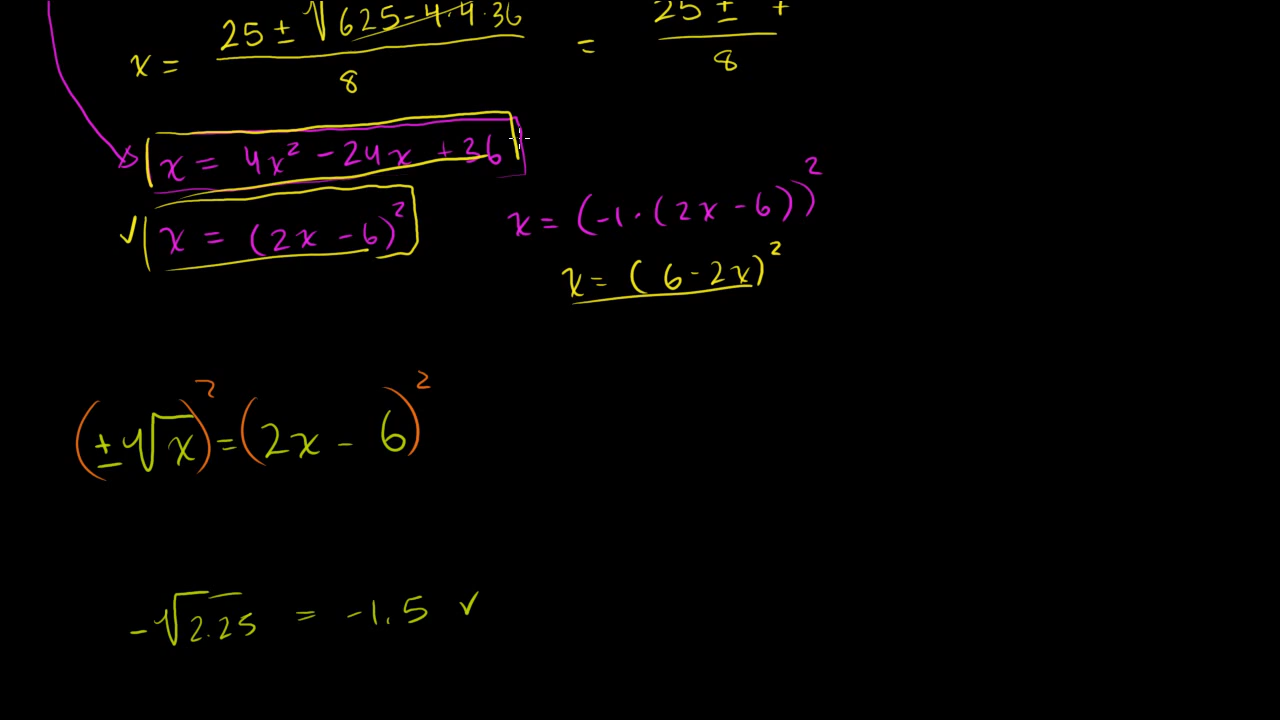 x = (25 ± √(625 - 4·4·36))/8 = (25 ± +)/8
x = 4x² - 24x + 36
✓ x = (2x - 6)²
x = (-1·(2x - 6))²
x = (6 - 2x)²
(± √x)² = (2x - 6)²
-√2.25 = -1.5 ✓